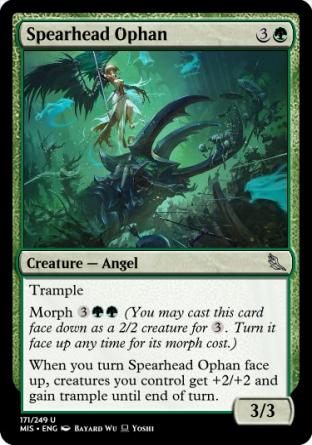 Spearhead Ophan 3
Creature — Angel
Trample
Morph 3 (You may cast this card
face down as a 2/2 creature for 3. Turn it
face up any time for its morph cost.)
When you turn Spearhead Ophan face
up, creatures you control get +2/+2 and
gain trample until end of turn.
3/3
171/249 U
MIS • ENG Bayard Wu Yoshi